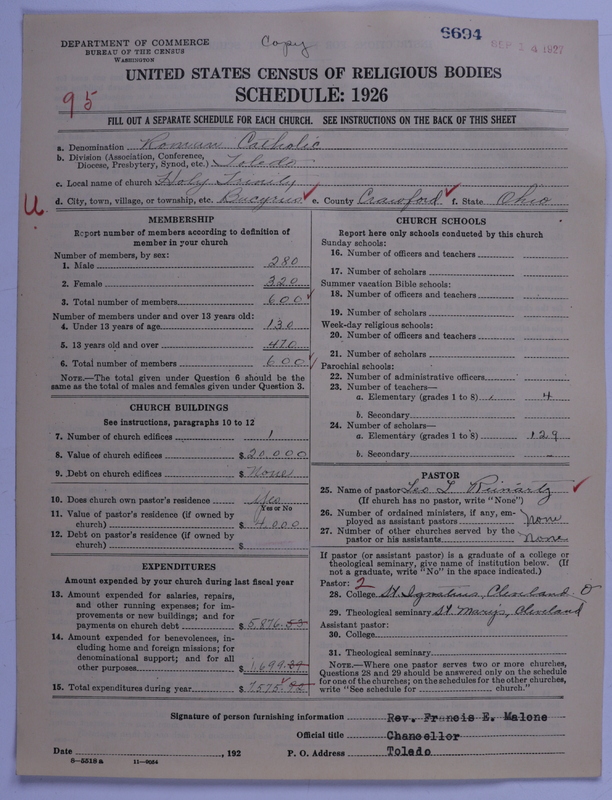 DEPARTMENT OF COMMERCE
BUREAU OF THE CENSUS
WASHINGTON
Copy
6694
SEP 14 1927
UNITED STATES CENSUS OF RELIGIOUS BODIES
SCHEDULE: 1926
95
FILL OUT A SEPARATE SCHEDULE FOR EACH CHURCH. SEE INSTRUCTIONS ON THE BACK OF THIS SHEET
a. Denomination Roman Catholic
b. Division (Association, Conference,
Diocese, Presbytery, Synod, etc.) Toledo
c. Local name of church Holy Trinity
d. City, town, village, or township, etc. Bucyrus e. County Crawford f. State Ohio
U
MEMBERSHIP
Report number of members according to definition of
member in your church
Number of members, by sex:
1. Male 280
2. Female 320
3. Total number of members 600
Number of members under and over 13 years old:
4. Under 13 years of age 130
5. 13 years old and over 470
6. Total number of members 600
NOTE.—The total given under Question 6 should be the
same as the total of males and females given under Question 3.
CHURCH BUILDINGS
See instructions, paragraphs 10 to 12
7. Number of church edifices 1
8. Value of church edifices $ 20,000
9. Debt on church edifices $ None
10. Does church own pastor's residence Yes
Yes or No
11. Value of pastor's residence (if owned by
church) $ 4,000
12. Debt on pastor's residence (if owned by
church) $
EXPENDITURES
Amount expended by your church during last fiscal year
13. Amount expended for salaries, repairs,
and other running expenses; for im-
provements or new buildings; and for
payments on church debt $ 5,876.53
14. Amount expended for benevolences, in-
cluding home and foreign missions; for
denominational support; and for all
other purposes $ 1,699.39
15. Total expenditures during year $ 7575.92
CHURCH SCHOOLS
Report here only schools conducted by this church
Sunday schools:
16. Number of officers and teachers
17. Number of scholars
Summer vacation Bible schools:
18. Number of officers and teachers
19. Number of scholars
Week-day religious schools:
20. Number of officers and teachers
21. Number of scholars
Parochial schools:
22. Number of administrative officers
23. Number of teachers—
a. Elementary (grades 1 to 8) 4
b. Secondary
24. Number of scholars—
a. Elementary (grades 1 to 8) 129
b. Secondary
PASTOR
25. Name of pastor Leo L Reinartz
(If church has no pastor, write "None")
26. Number of ordained ministers, if any, em-
ployed as assistant pastors None
27. Number of other churches served by the
pastor or his assistants None
If pastor (or assistant pastor) is a graduate of a college or
theological seminary, give name of institution below. (If
not a graduate, write "No" in the space indicated.)
Pastor: 2
28. College St. Ignatius, Cleveland O
29. Theological seminary St. Marys, Cleveland
Assistant pastor:
30. College
31. Theological seminary
NOTE.—Where one pastor serves two or more churches,
Questions 28 and 29 should be answered only on the schedule
for one of the churches; on the schedules for the other churches,
write "See schedule for church."
Signature of person furnishing information Rev. Francis E. Malone
Official title Chancellor
Date , 192 P. O. Address Toledo
8—5518a 11—9084